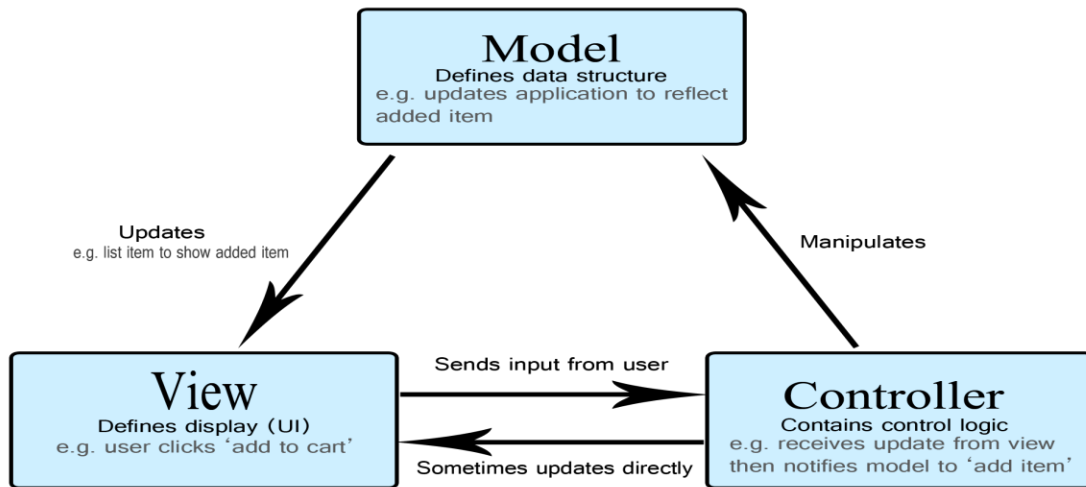 Model
Defines data structure
e.g. updates application to reflect
added item
Updates
e.g. list item to show added item
Manipulates
Sends input from user
View
Defines display (UI)
e.g. user clicks ‘add to cart’
Controller
Contains control logic
e.g. receives update from view
then notifies model to ‘add item’
Sometimes updates directly